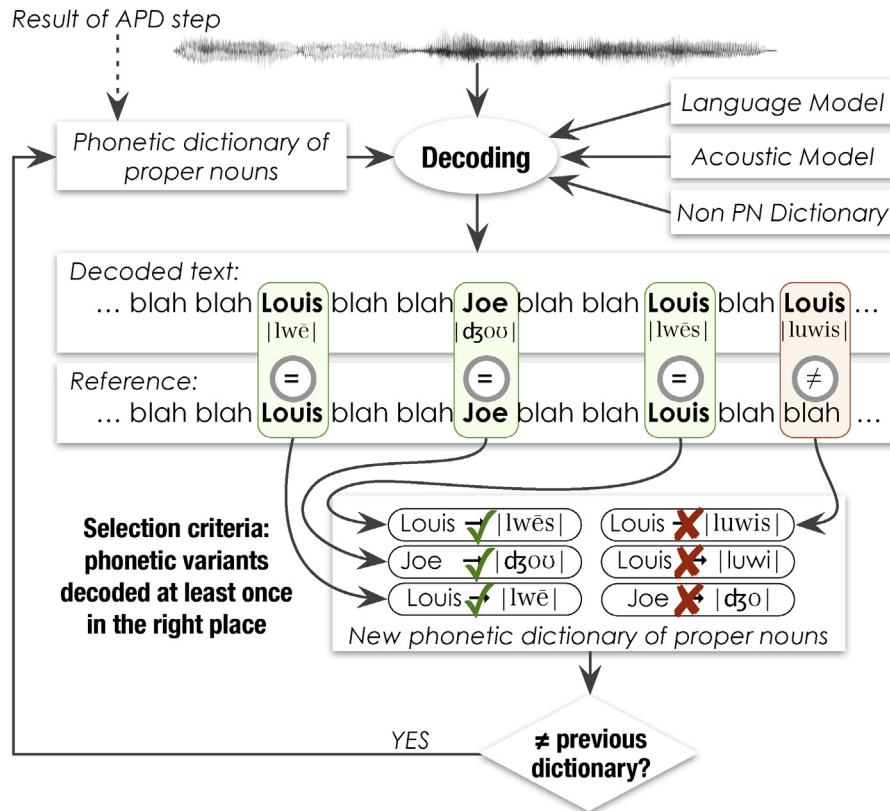 Result of APD step
Phonetic dictionary of
proper nouns
Decoding
Language Model
Acoustic Model
Non PN Dictionary
Decoded text:
... blah blah Louis blah blah Joe blah blah Louis blah Louis ...
|lwē| |ʤoʊ| |lwēs| |luwis|
= = = ≠
Reference:
... blah blah Louis blah blah Joe blah blah Louis blah blah ...
Selection criteria:
phonetic variants
decoded at least once
in the right place
Louis → |lwēs| Louis → |luwis|
Joe → |ʤoʊ| Louis → |luwi|
Louis → |lwē| Joe → |ʤo|
New phonetic dictionary of proper nouns
YES
≠ previous
dictionary?